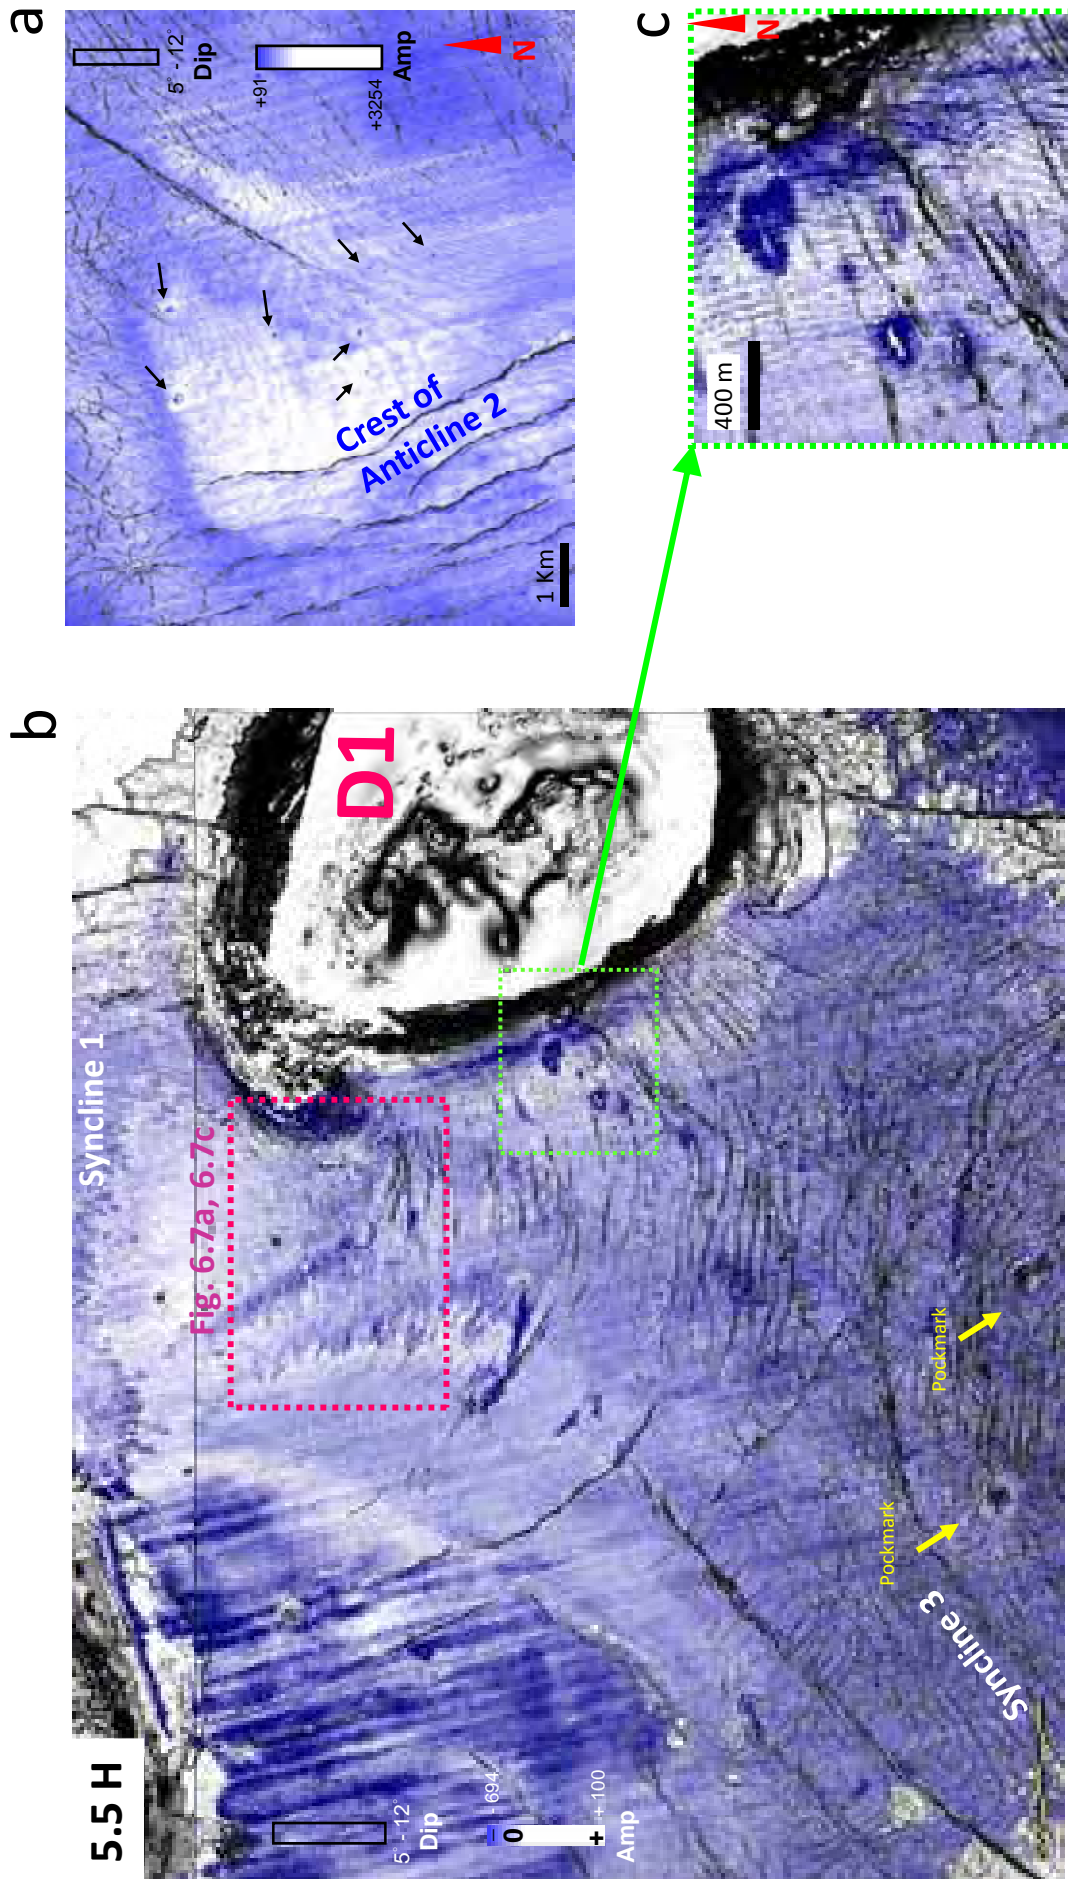 a
5° - 12°
Dip
+91
+3254
Amp
N
Crest of
Anticline 2
1 Km
b
5.5 H
Syncline 1
Fig. 6.7a, 6.7c
D1
Pockmark
Pockmark
Syncline 3
5° - 12°
Dip
- 694
–
0
+
+ 100
Amp
c
N
400 m